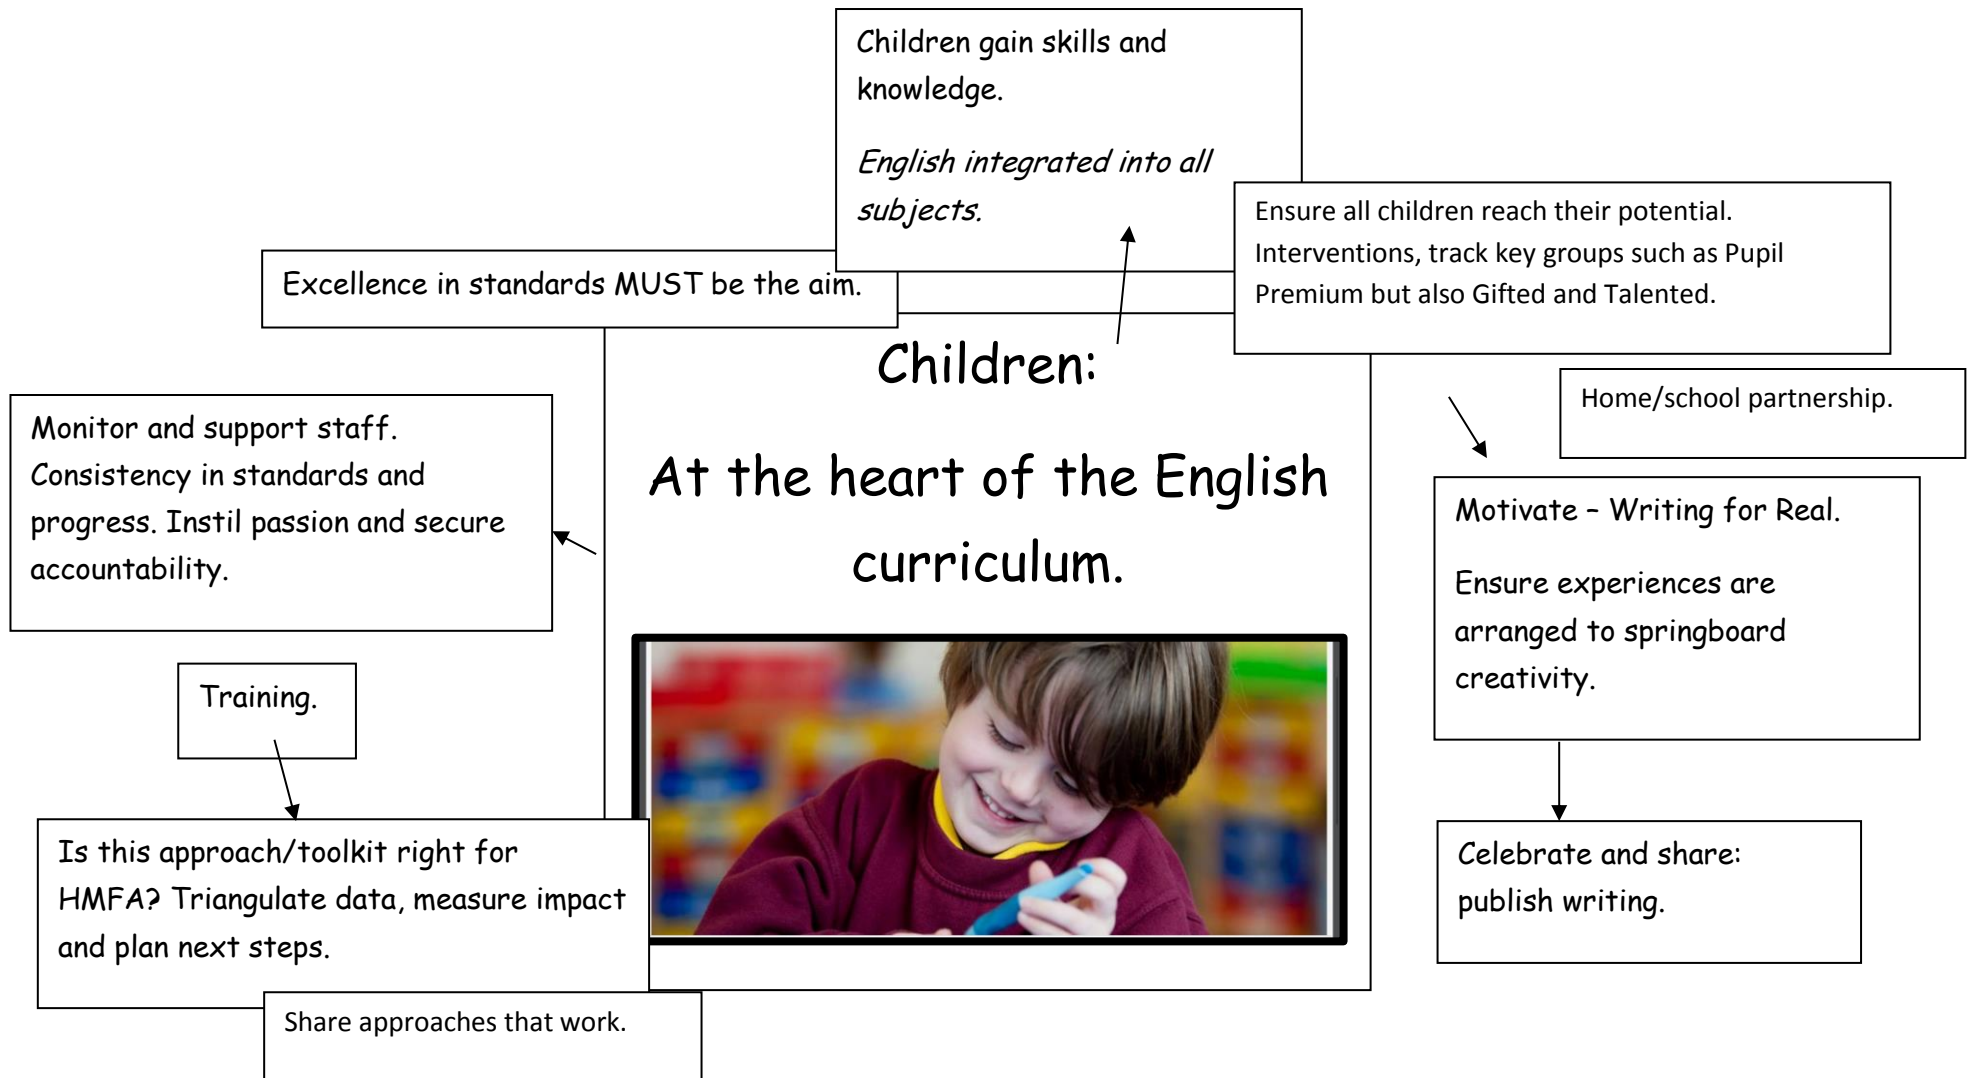 Children gain skills and
knowledge.
English integrated into all
subjects.
Ensure all children reach their potential.
Interventions, track key groups such as Pupil
Premium but also Gifted and Talented.
Excellence in standards MUST be the aim.
Children:
At the heart of the English
curriculum.
Home/school partnership.
Monitor and support staff.
Consistency in standards and
progress. Instil passion and secure
accountability.
Motivate – Writing for Real.
Ensure experiences are
arranged to springboard
creativity.
Training.
Is this approach/toolkit right for
HMFA? Triangulate data, measure impact
and plan next steps.
Celebrate and share:
publish writing.
Share approaches that work.